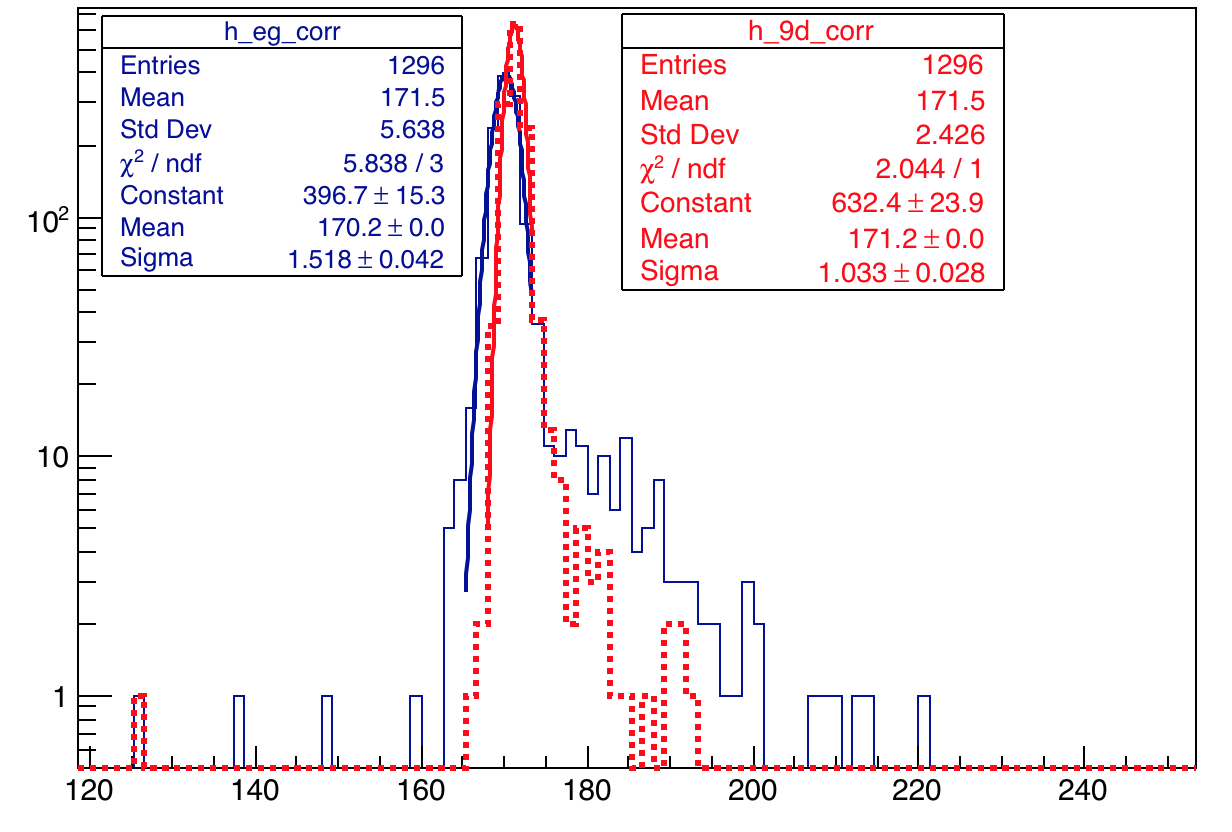 h_eg_corr
Entries 1296
Mean 171.5
Std Dev 5.638
χ² / ndf 5.838 / 3
Constant 396.7 ± 15.3
Mean 170.2 ± 0.0
Sigma 1.518 ± 0.042
h_9d_corr
Entries 1296
Mean 171.5
Std Dev 2.426
χ² / ndf 2.044 / 1
Constant 632.4 ± 23.9
Mean 171.2 ± 0.0
Sigma 1.033 ± 0.028
10²
10
1
120 140 160 180 200 220 240